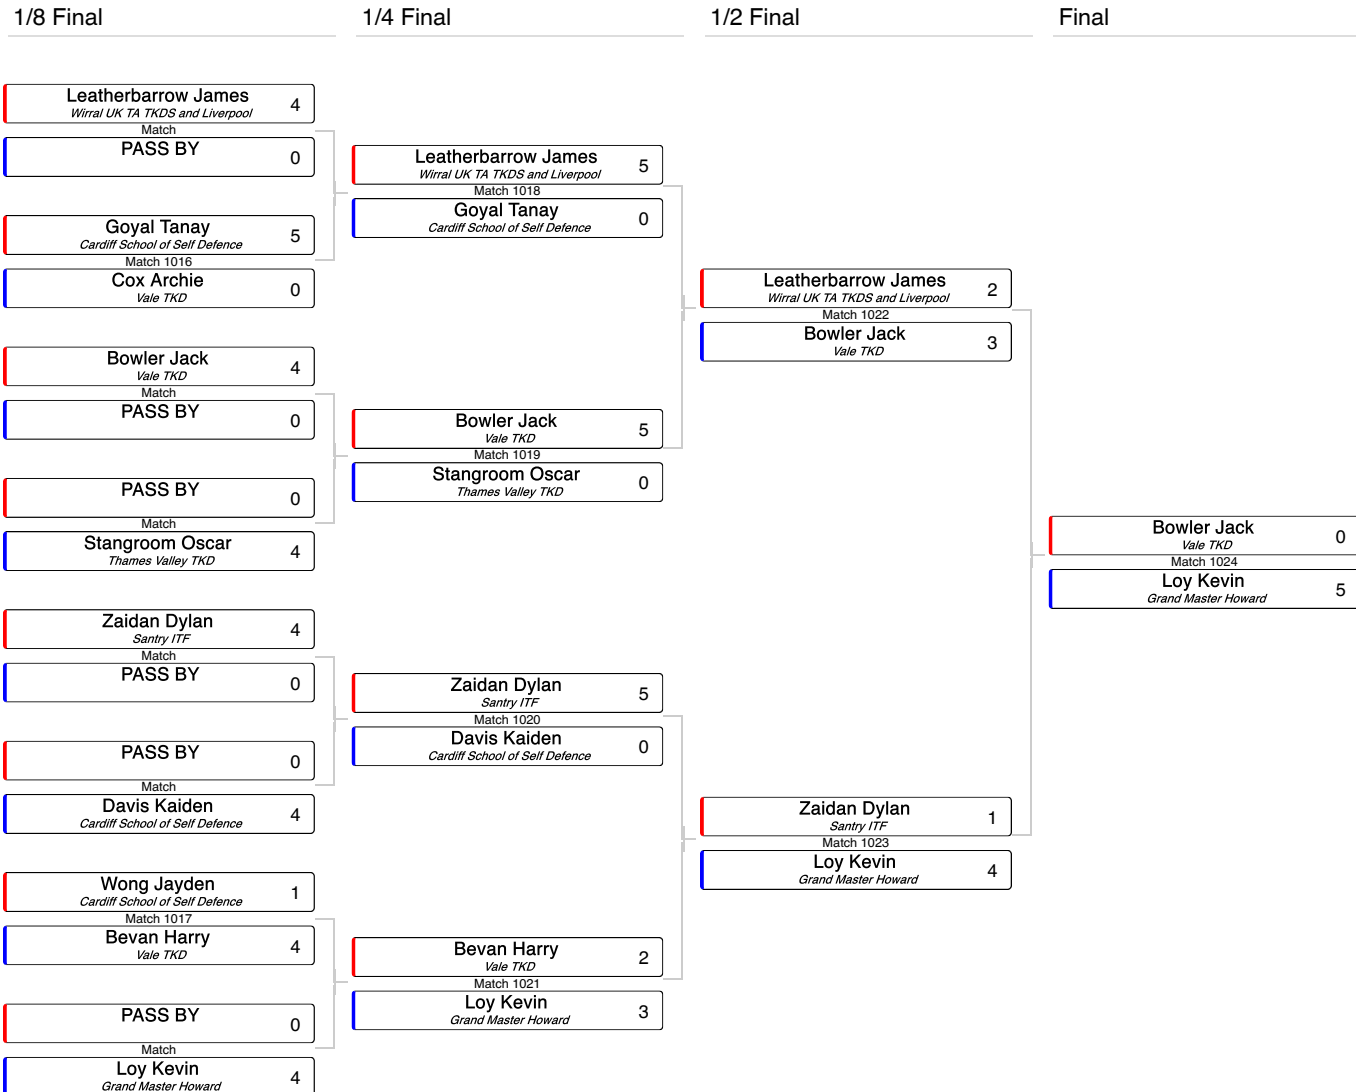 1/8 Final
1/4 Final
1/2 Final
Final
Leatherbarrow James
Wirral UK TA TKDS and Liverpool
4
Match
PASS BY
0
Goyal Tanay
Cardiff School of Self Defence
5
Match 1016
Cox Archie
Vale TKD
0
Bowler Jack
Vale TKD
4
Match
PASS BY
0
PASS BY
0
Match
Stangroom Oscar
Thames Valley TKD
4
Zaidan Dylan
Santry ITF
4
Match
PASS BY
0
PASS BY
0
Match
Davis Kaiden
Cardiff School of Self Defence
4
Wong Jayden
Cardiff School of Self Defence
1
Match 1017
Bevan Harry
Vale TKD
4
PASS BY
0
Match
Loy Kevin
Grand Master Howard
4
Leatherbarrow James
Wirral UK TA TKDS and Liverpool
5
Match 1018
Goyal Tanay
Cardiff School of Self Defence
0
Bowler Jack
Vale TKD
5
Match 1019
Stangroom Oscar
Thames Valley TKD
0
Zaidan Dylan
Santry ITF
5
Match 1020
Davis Kaiden
Cardiff School of Self Defence
0
Bevan Harry
Vale TKD
2
Match 1021
Loy Kevin
Grand Master Howard
3
Leatherbarrow James
Wirral UK TA TKDS and Liverpool
2
Match 1022
Bowler Jack
Vale TKD
3
Zaidan Dylan
Santry ITF
1
Match 1023
Loy Kevin
Grand Master Howard
4
Bowler Jack
Vale TKD
0
Match 1024
Loy Kevin
Grand Master Howard
5